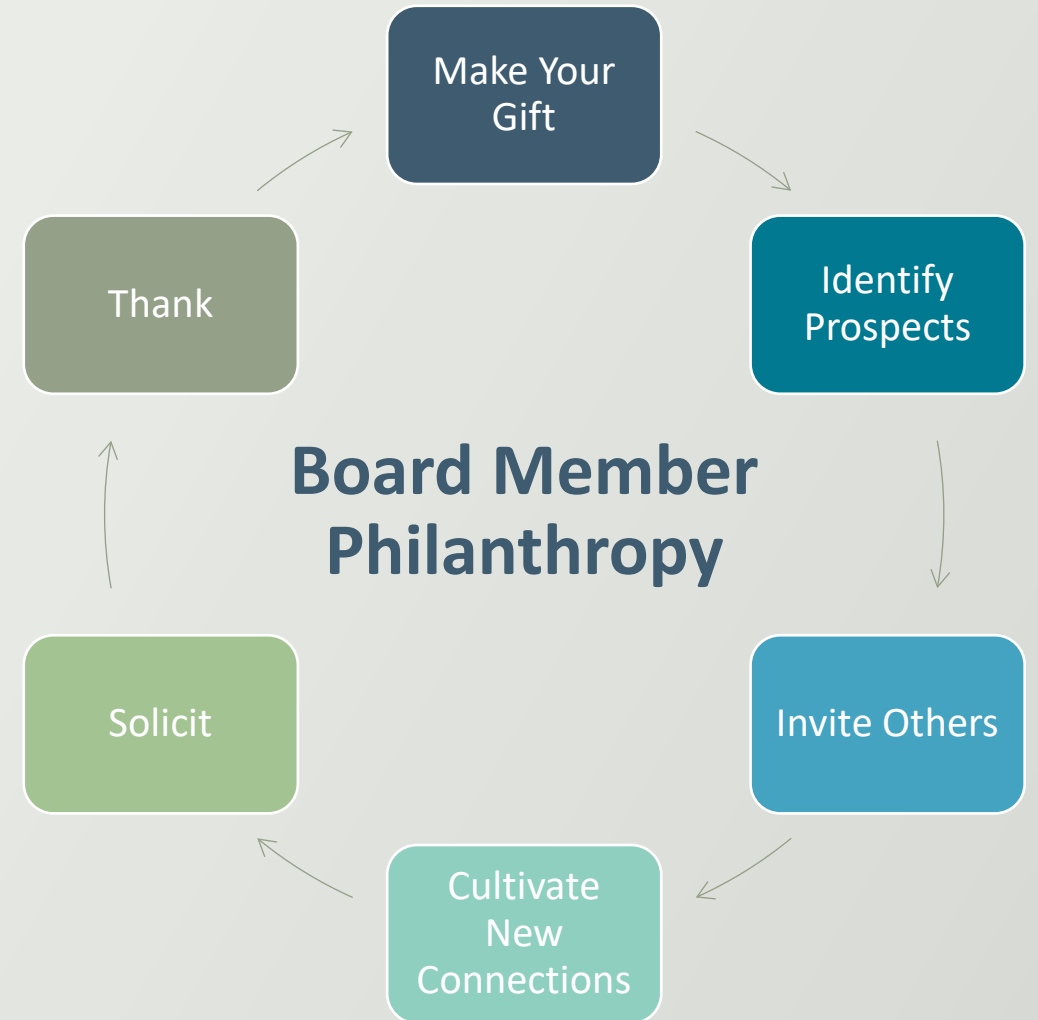 Make Your
Gift
Identify
Prospects
Invite Others
Cultivate
New
Connections
Solicit
Thank
Board Member
Philanthropy